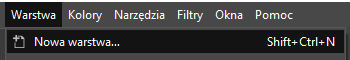 Warstwa Kolory Narzędzia Filtry Okna Pomoc
Nowa warstwa... Shift+Ctrl+N